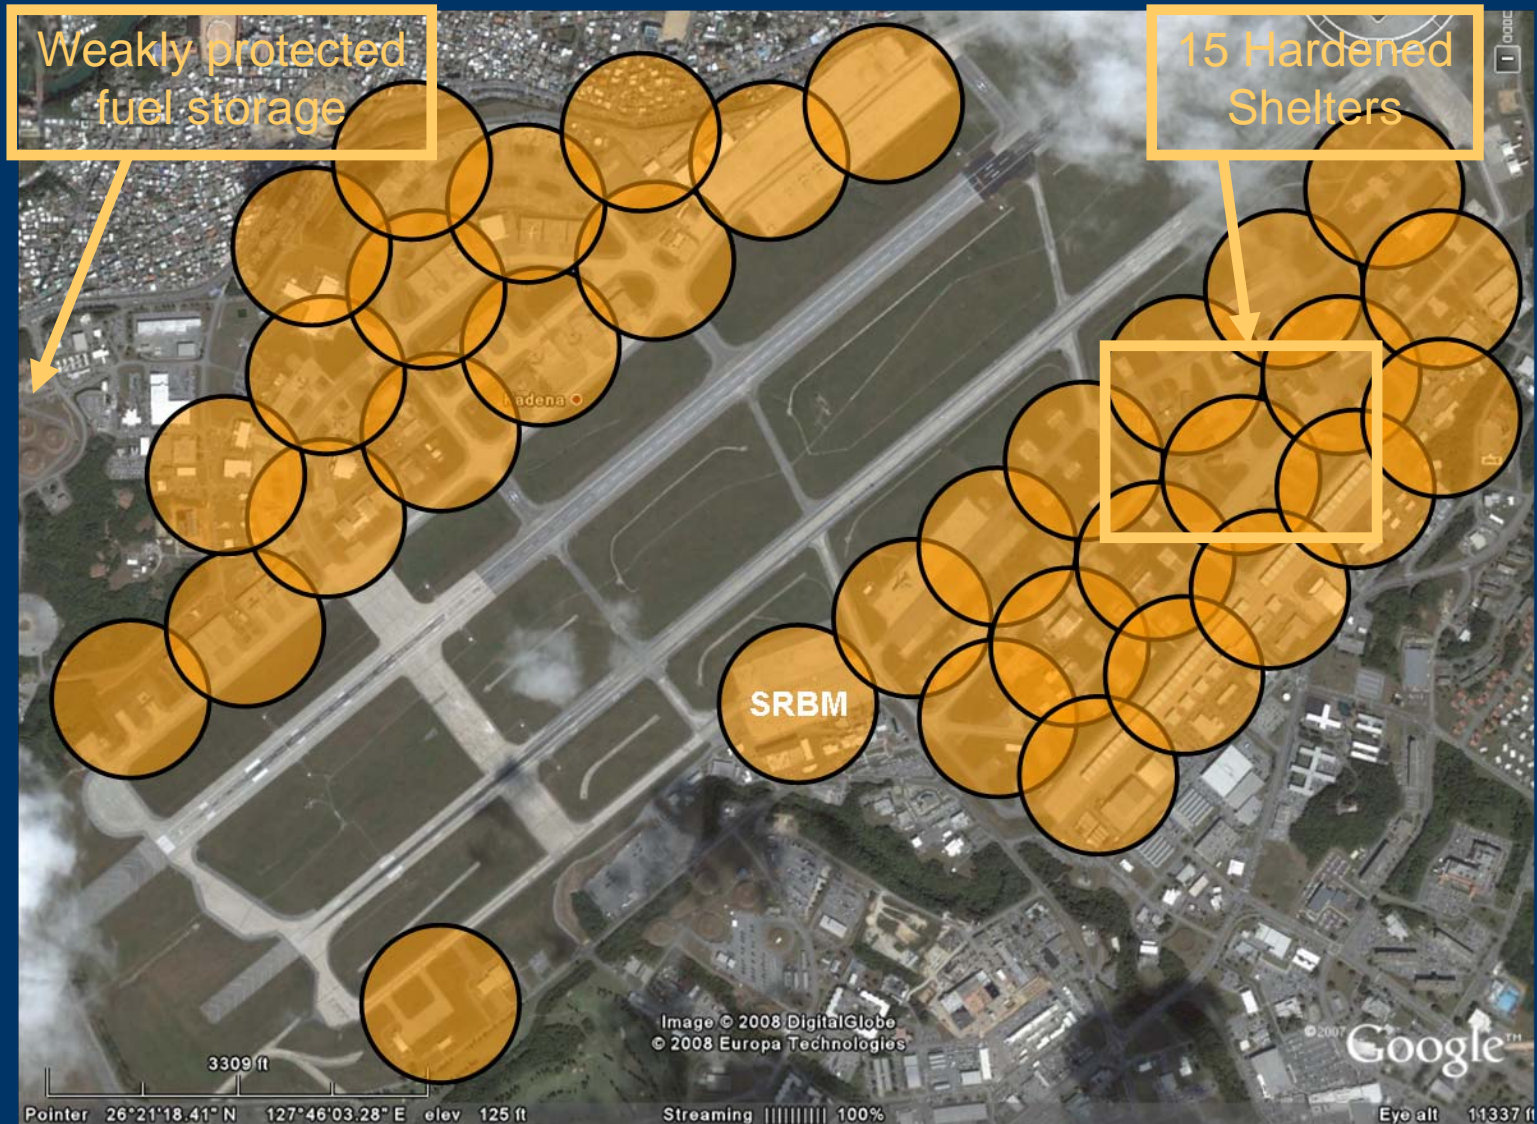 Weakly protected
fuel storage
15 Hardened
Shelters
Kadena
SRBM
Image © 2008 DigitalGlobe
© 2008 Europa Technologies
©2007 Google™
3309 ft
Pointer 26°21'18.41" N 127°46'03.28" E elev 125 ft
Streaming |||||||||| 100%
Eye alt 11337 ft